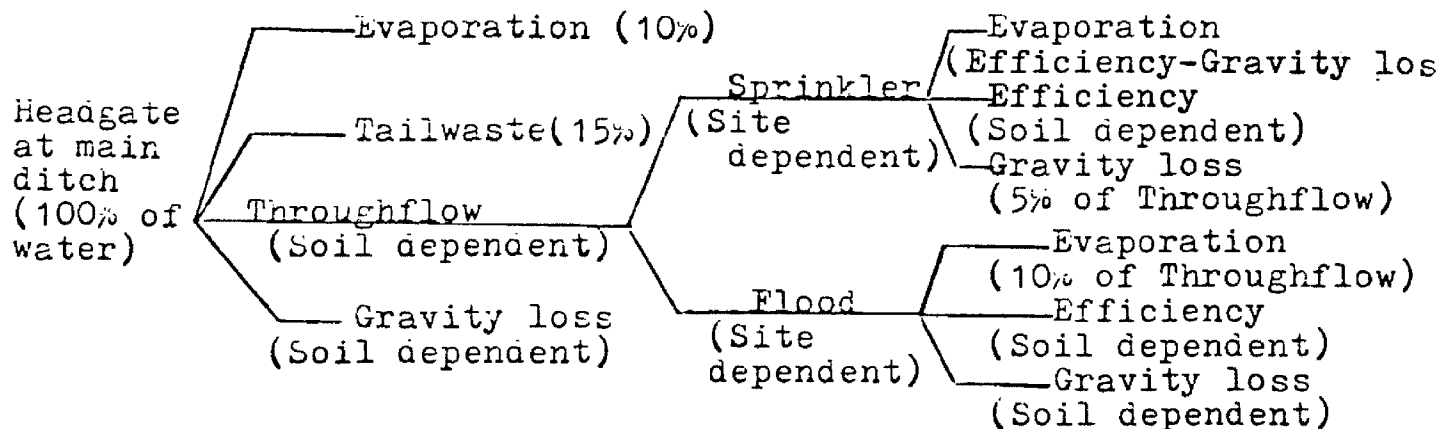 Headgate
at main
ditch
(100% of
water)
Evaporation (10%)
Tailwaste(15%)
Throughflow
(Soil dependent)
Gravity loss
(Soil dependent)
Sprinkler
(Site
dependent)
Evaporation
(Efficiency-Gravity los
Efficiency
(Soil dependent)
Gravity loss
(5% of Throughflow)
Flood
(Site
dependent)
Evaporation
(10% of Throughflow)
Efficiency
(Soil dependent)
Gravity loss
(Soil dependent)